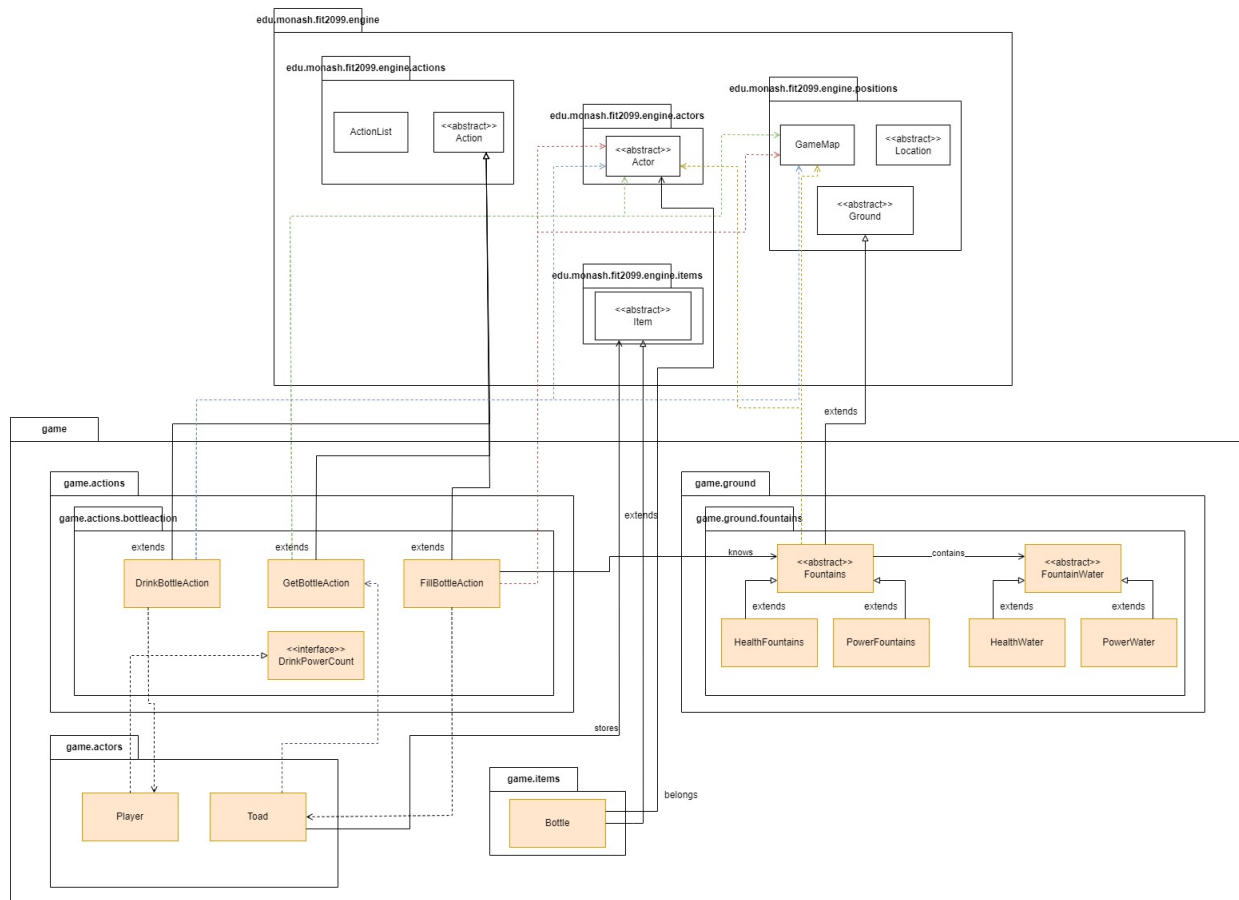 edu.monash.fit2099.engine
edu.monash.fit2099.engine.actions
ActionList
<<abstract>>
Action
edu.monash.fit2099.engine.actors
<<abstract>>
Actor
edu.monash.fit2099.engine.positions
GameMap
<<abstract>>
Location
<<abstract>>
Ground
edu.monash.fit2099.engine.items
<<abstract>>
Item
extends
game
game.actions
game.actions.bottleaction
extends
extends
extends
DrinkBottleAction
GetBottleAction
FillBottleAction
<<interface>>
DrinkPowerCount
extends
knows
game.ground
game.ground.fountains
<<abstract>>
Fountains
contains
<<abstract>>
FountainWater
extends
extends
extends
extends
HealthFountains
PowerFountains
HealthWater
PowerWater
stores
game.actors
Player
Toad
game.items
Bottle
belongs